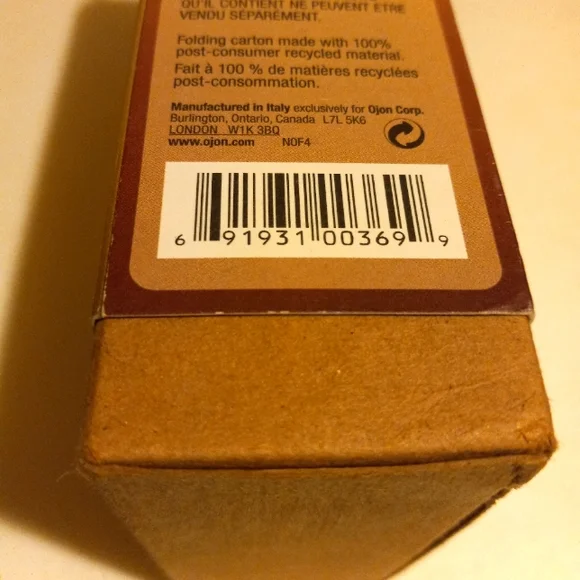 QU'IL CONTIENT NE PEUVENT ETRE
VENDU SÉPARÉMENT.
Folding carton made with 100%
post-consumer recycled material.
Fait à 100 % de matières recyclées
post-consommation.
Manufactured in Italy exclusively for Ojon Corp.
Burlington, Ontario, Canada L7L 5K6
LONDON W1K 3BQ
www.ojon.com N0F4
6 91931 00369 9